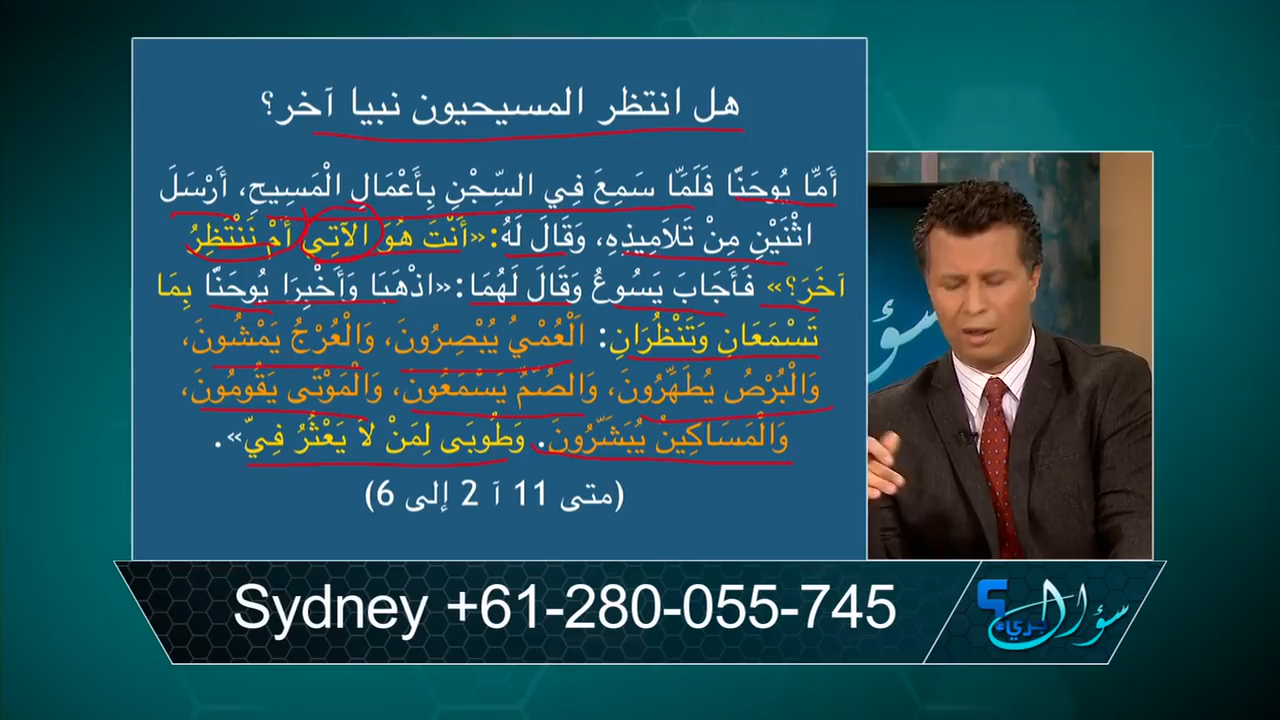 هل انتظر المسيحيون نبيا آخر؟
أَمَّا يُوحَنَّا فَلَمَّا سَمِعَ فِي السِّجْنِ بِأَعْمَالِ الْمَسِيحِ، أَرْسَلَ
اثْنَيْنِ مِنْ تَلاَمِيذِهِ، وَقَالَ لَهُ: «أَنْتَ هُوَ الآتِي أَمْ نَنْتَظِرُ
آخَرَ؟» فَأَجَابَ يَسُوعُ وَقَالَ لَهُمَا: «اذْهَبَا وَأَخْبِرَا يُوحَنَّا بِمَا
تَسْمَعَانِ وَتَنْظُرَانِ: اَلْعُمْيُ يُبْصِرُونَ، وَالْعُرْجُ يَمْشُونَ،
وَالْبُرْصُ يُطَهَّرُونَ، وَالصُّمُّ يَسْمَعُونَ، وَالْمَوْتَى يَقُومُونَ،
وَالْمَسَاكِينُ يُبَشَّرُونَ. وَطُوبَى لِمَنْ لاَ يَعْثُرُ فِيَّ».
(متى 11 آ 2 إلى 6)
Sydney +61-280-055-745
سؤال جريء